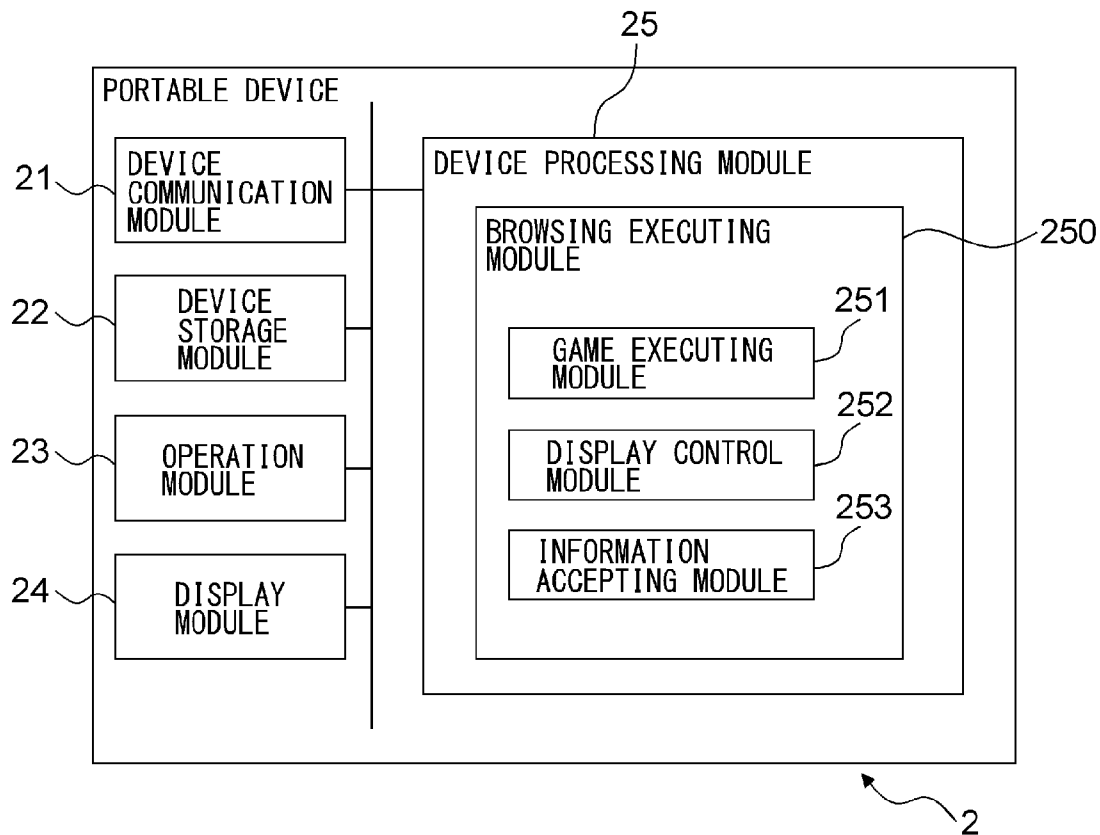 25
PORTABLE DEVICE
21
DEVICE
COMMUNICATION
MODULE
DEVICE PROCESSING MODULE
BROWSING EXECUTING
MODULE
250
22
DEVICE
STORAGE
MODULE
251
GAME EXECUTING
MODULE
23
OPERATION
MODULE
252
DISPLAY CONTROL
MODULE
253
INFORMATION
ACCEPTING MODULE
24
DISPLAY
MODULE
2